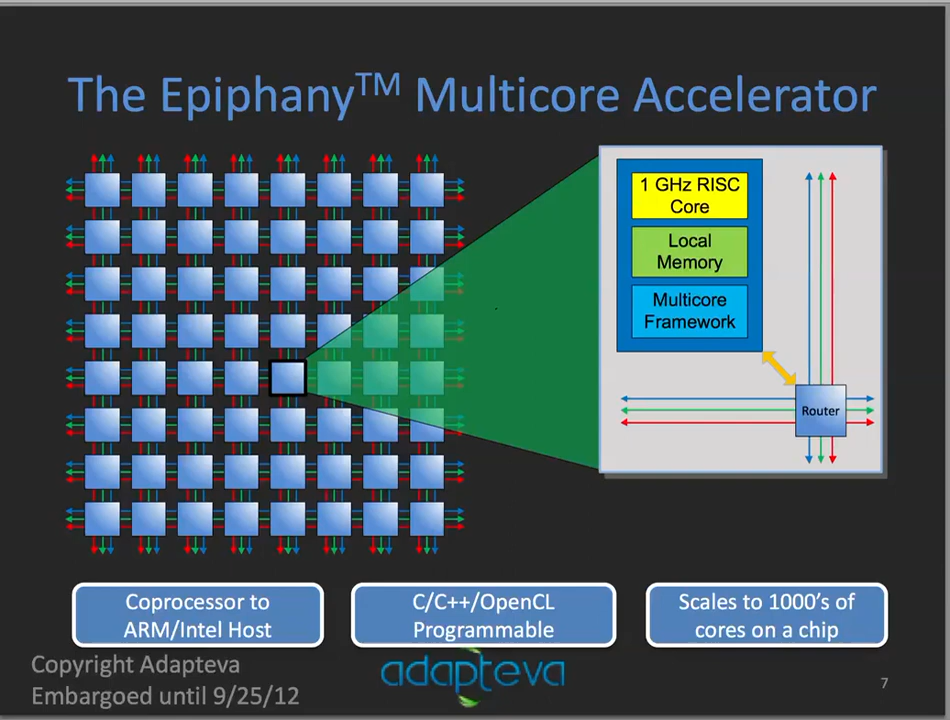 The Epiphany™ Multicore Accelerator
1 GHz RISC
Core
Local
Memory
Multicore
Framework
Router
Coprocessor to
ARM/Intel Host
C/C++/OpenCL
Programmable
Scales to 1000’s of
cores on a chip
Copyright Adapteva
Embargoed until 9/25/12
adapteva
7